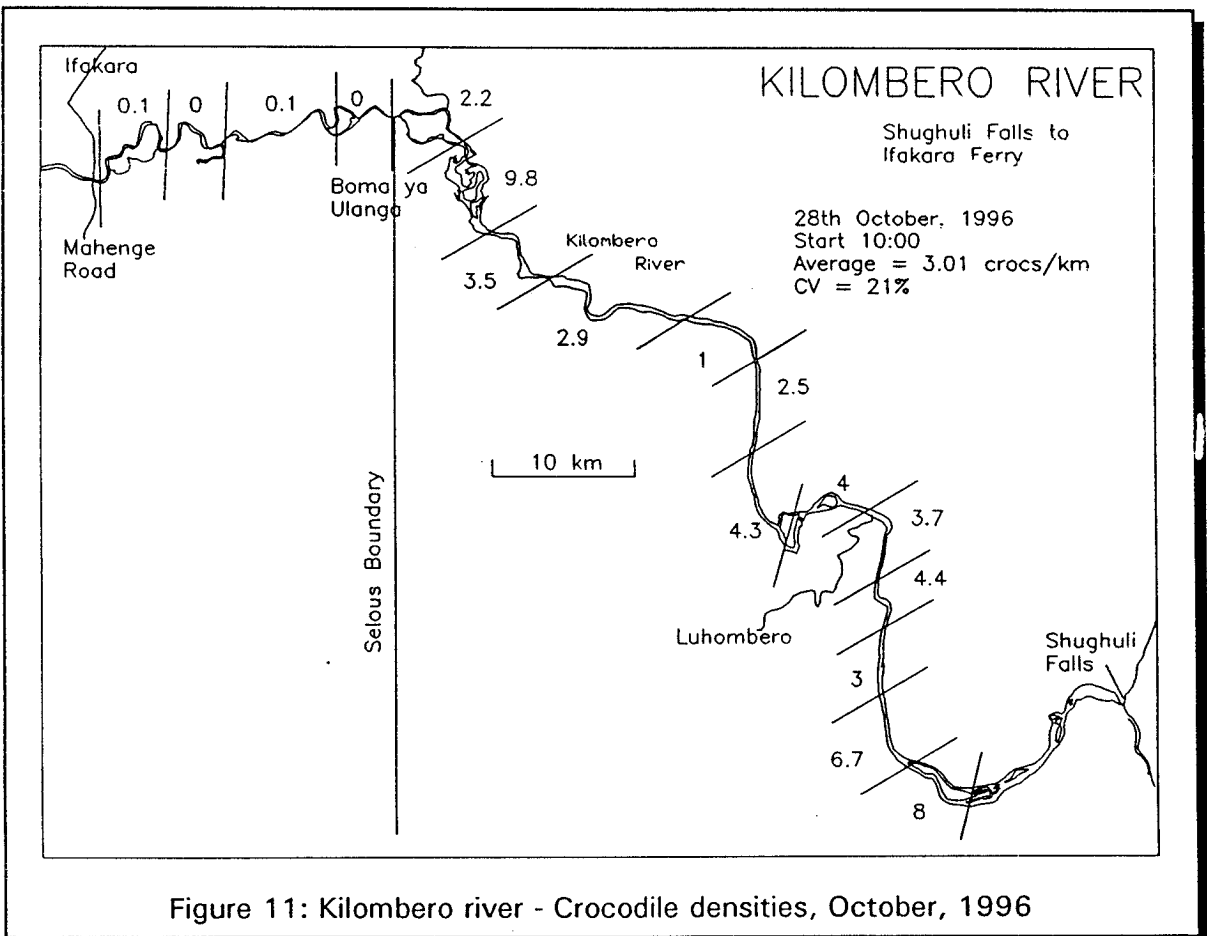 KILOMBERO RIVER
Shughuli Falls to
Ifakara Ferry
28th October, 1996
Start 10:00
Average = 3.01 crocs/km
CV = 21%
Ifakara
0.1
0
0.1
0
2.2
Mahenge
Road
Boma ya
Ulanga
9.8
Kilombero
River
3.5
2.9
1
2.5
10 km
Selous Boundary
4.3
4
3.7
4.4
Luhombero
3
Shughuli
Falls
6.7
8
Figure 11: Kilombero river - Crocodile densities, October, 1996